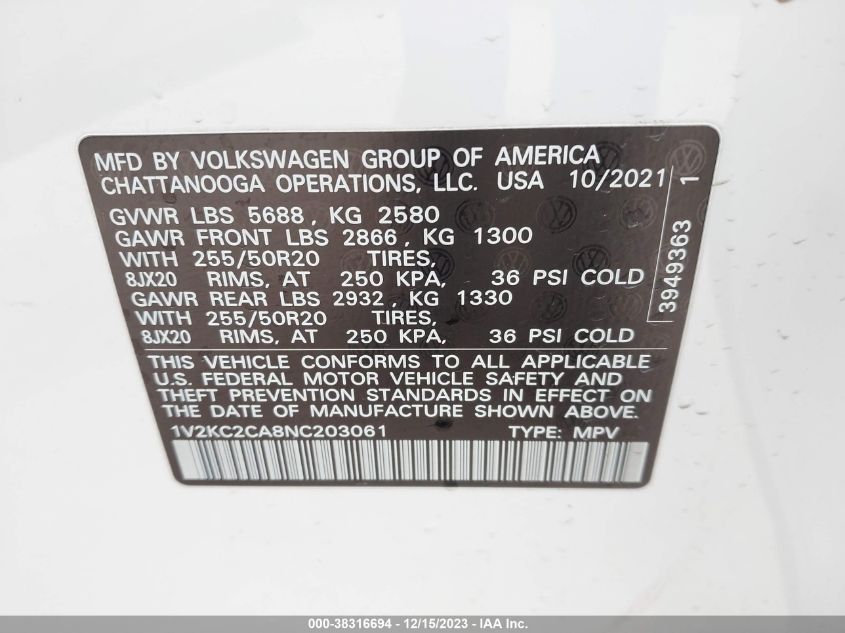 MFD BY VOLKSWAGEN GROUP OF AMERICA
CHATTANOOGA OPERATIONS, LLC. USA 10/2021
GVWR LBS 5688, KG 2580
GAWR FRONT LBS 2866, KG 1300
WITH 255/50R20 TIRES,
8JX20 RIMS, AT 250 KPA, 36 PSI COLD
GAWR REAR LBS 2932, KG 1330
WITH 255/50R20 TIRES,
8JX20 RIMS, AT 250 KPA, 36 PSI COLD
THIS VEHICLE CONFORMS TO ALL APPLICABLE
U.S. FEDERAL MOTOR VEHICLE SAFETY AND
THEFT PREVENTION STANDARDS IN EFFECT ON
THE DATE OF MANUFACTURE SHOWN ABOVE.
1V2KC2CA8NC203061 TYPE: MPV
3949363 1
000-38316694 - 12/15/2023 - IAA Inc.